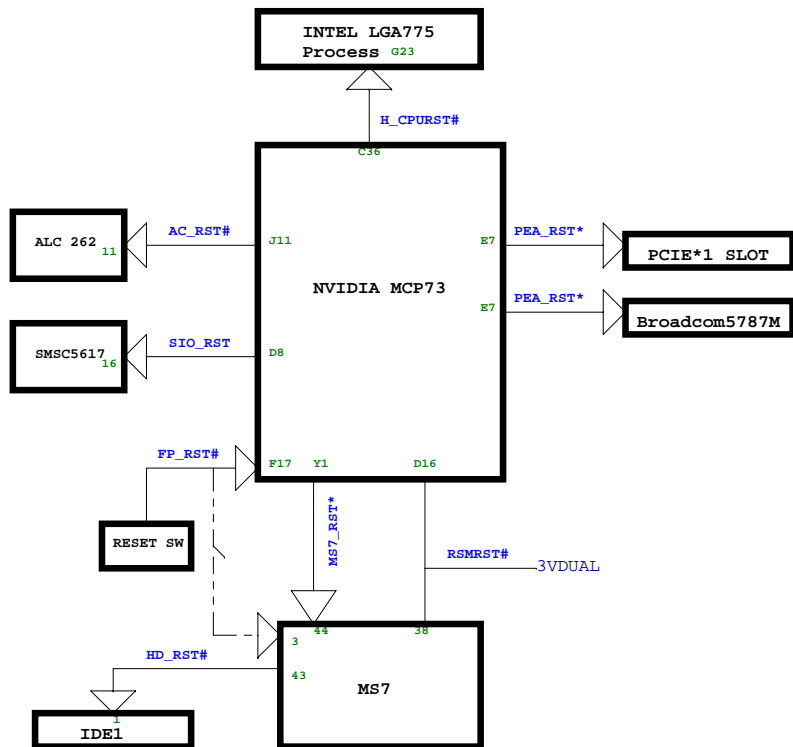 INTEL LGA775
Process G23
H_CPURST#
C36
AC_RST#
J11
E7
PEA_RST*
ALC 262
11
PCIE*1 SLOT
NVIDIA MCP73
PEA_RST*
E7
Broadcom5787M
SMSC5617
16
SIO_RST
D8
FP_RST#
F17
Y1
D16
MS7_RST*
RESET SW
RSMRST#
3VDUAL
44
38
3
HD_RST#
43
MS7
1
IDE1